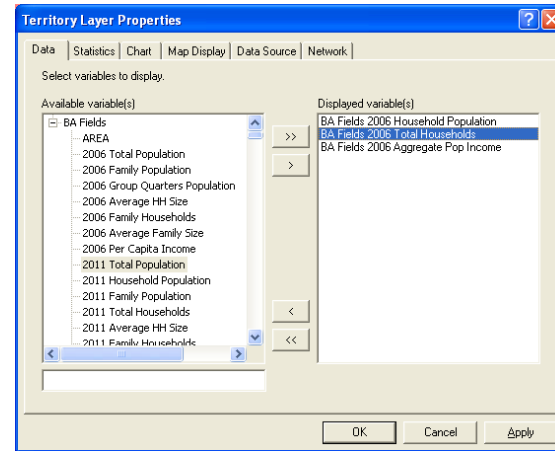 Territory Layer Properties
Data Statistics Chart Map Display Data Source Network
Select variables to display.
Available variable(s)
BA Fields
AREA
2006 Total Population
2006 Family Population
2006 Group Quarters Population
2006 Average HH Size
2006 Family Households
2006 Average Family Size
2006 Per Capita Income
2011 Total Population
2011 Household Population
2011 Family Population
2011 Total Households
2011 Average HH Size
2011 Family Households
>>
>
<
<<
Displayed variable(s)
BA Fields 2006 Household Population
BA Fields 2006 Total Households
BA Fields 2006 Aggregate Pop Income
OK Cancel Apply